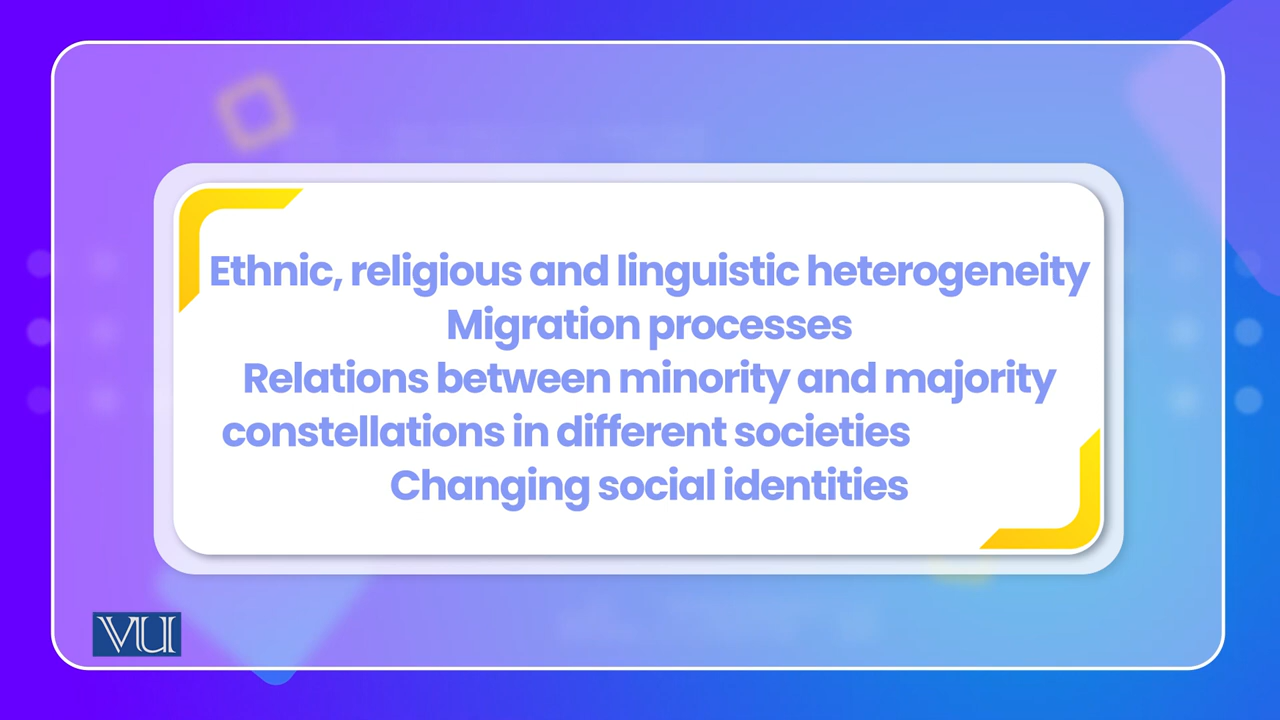 Ethnic, religious and linguistic heterogeneity
Migration processes
Relations between minority and majority
constellations in different societies
Changing social identities
VU